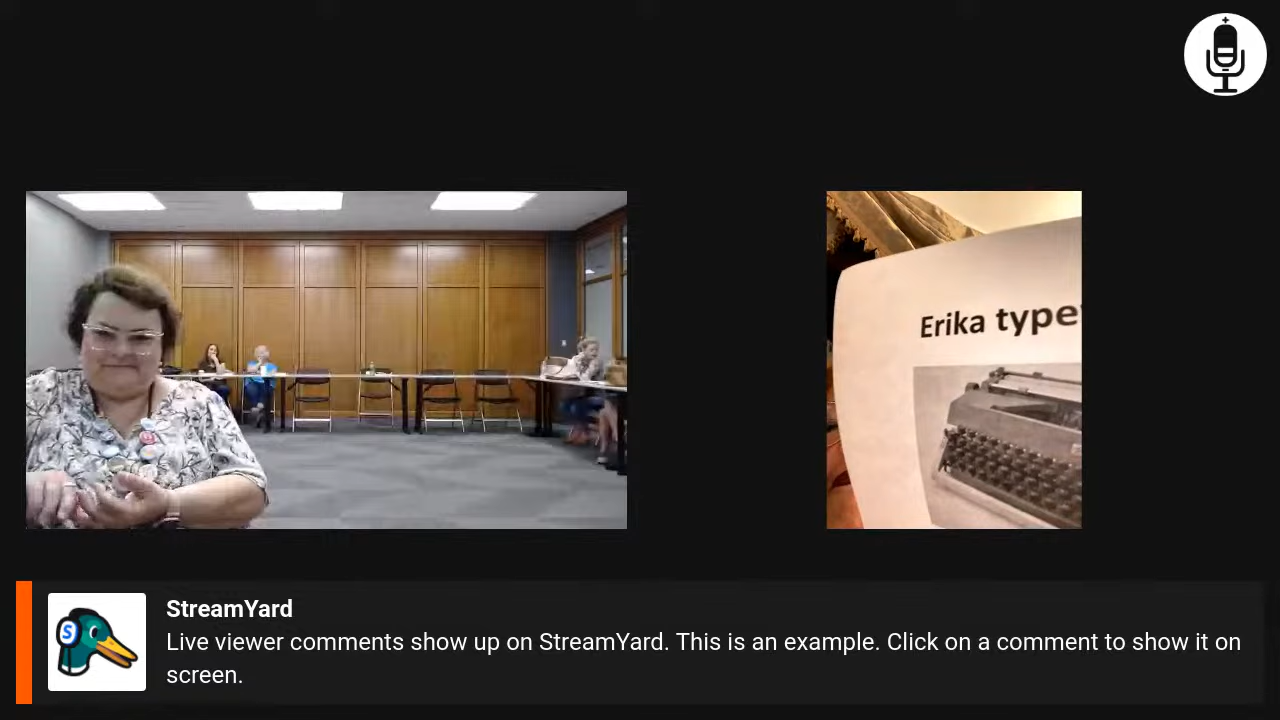 Erika type
StreamYard
Live viewer comments show up on StreamYard. This is an example. Click on a comment to show it on
screen.